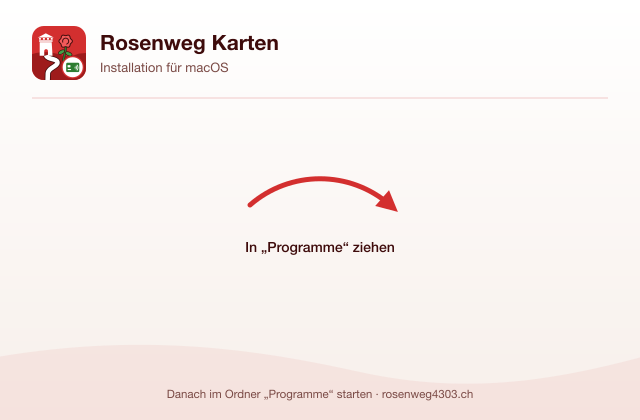 Rosenweg Karten
Installation für macOS
In „Programme“ ziehen
Danach im Ordner „Programme“ starten · rosenweg4303.ch